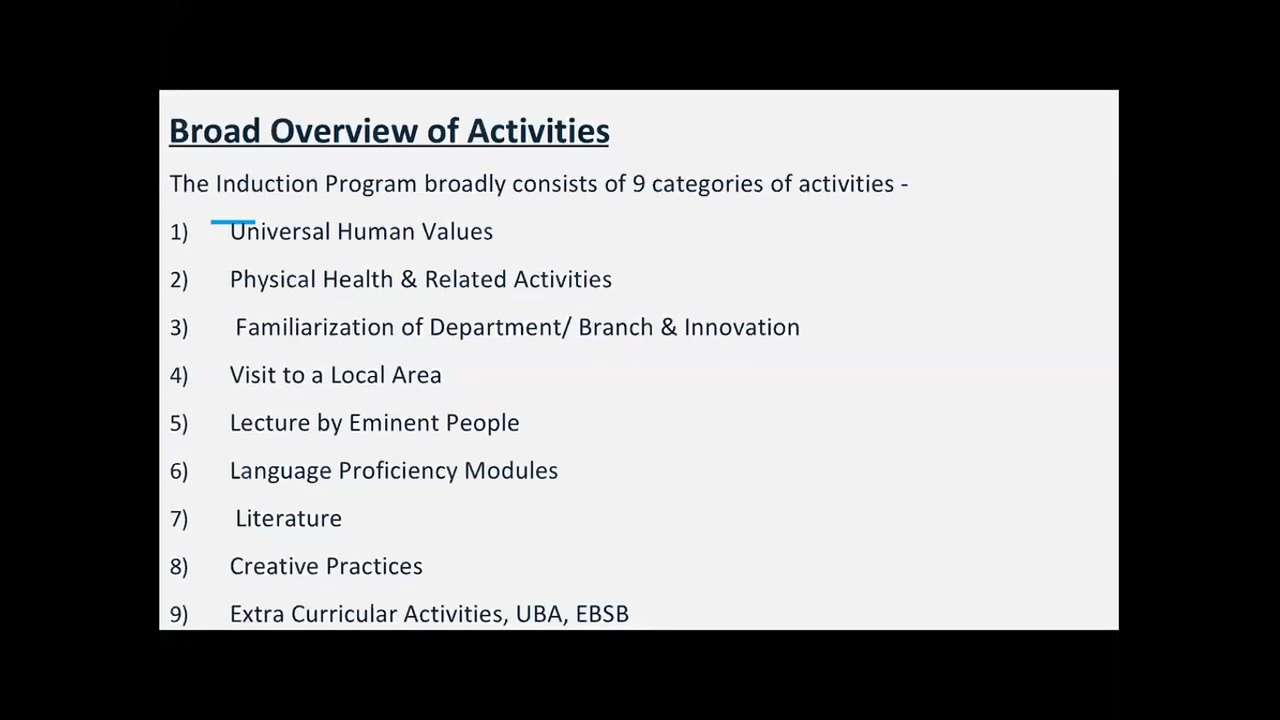 Broad Overview of Activities
The Induction Program broadly consists of 9 categories of activities -
1) Universal Human Values
2) Physical Health & Related Activities
3) Familiarization of Department/ Branch & Innovation
4) Visit to a Local Area
5) Lecture by Eminent People
6) Language Proficiency Modules
7) Literature
8) Creative Practices
9) Extra Curricular Activities, UBA, EBSB